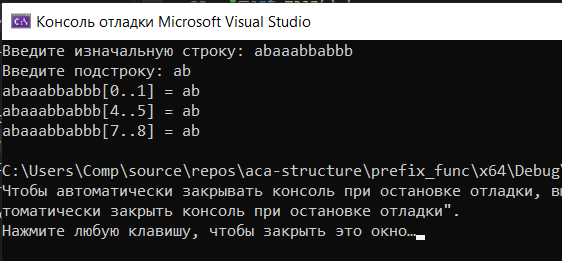 Консоль отладки Microsoft Visual Studio
Введите изначальную строку: abaaabbabbb
Введите подстроку: ab
abaaabbabbb[0..1] = ab
abaaabbabbb[4..5] = ab
abaaabbabbb[7..8] = ab
C:\Users\Comp\source\repos\aca-structure\prefix_func\x64\Debug\
Чтобы автоматически закрывать консоль при остановке отладки,
томатически закрыть консоль при остановке отладки".
Нажмите любую клавишу, чтобы закрыть это окно…